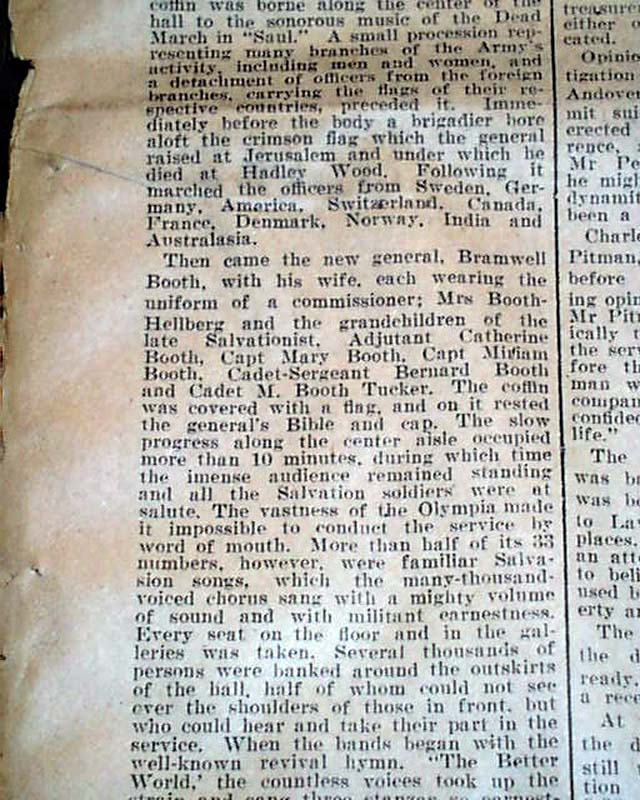 coffin was borne along the center of the
hall to the sonorous music of the Dead
March in "Saul." A small procession rep-
resenting many branches of the Army's
activity, including men and women, and
a detachment of officers from the foreign
branches, carrying the flags of their re-
spective countries, preceded it. Imme-
diately before the body a brigadier bore
aloft the crimson flag which the general
raised at Jerusalem and under which he
died at Hadley Wood. Following it
marched the officers from Sweden, Ger-
many, America, Switzerland, Canada,
France, Denmark, Norway, India and
Australasia.
Then came the new general, Bramwell
Booth, with his wife, each wearing the
uniform of a commissioner; Mrs Booth-
Hellberg and the grandchildren of the
late Salvationist, Adjutant Catherine
Booth, Capt Mary Booth, Capt Miriam
Booth, Cadet-Sergeant Bernard Booth
and Cadet M. Booth Tucker. The coffin
was covered with a flag, and on it rested
the general's Bible and cap. The slow
progress along the center aisle occupied
more than 10 minutes, during which time
the imense audience remained standing
and all the Salvation soldiers were at
salute. The vastness of the Olympia made
it impossible to conduct the service by
word of mouth. More than half of its 33
numbers, however, were familiar Salva-
sion songs, which the many-thousand-
voiced chorus sang with a mighty volume
of sound and with militant earnestness.
Every seat on the floor and in the gal-
leries was taken. Several thousands of
persons were banked around the outskirts
of the hall, half of whom could not see
over the shoulders of those in front, but
who could hear and take their part in the
service. When the bands began with the
well-known revival hymn. "The Better
World,' the countless voices took up the
strain and sang three stanzas so earnest-
treasurer
either o
cated.
Opinio
tigation
Andover
mit sui
erected
rence, a
Mr Pe
he migh
dynamit
been a
Charle
Pitman,
before
ing opin
Mr Pitm
ically t
the serv
fore th
man w
compan
confided
life."
The
was ba
was bu
to La
places.
an atte
to beli
used b
erty an
The
the d
ready.
a rece
At
the d
still
tion